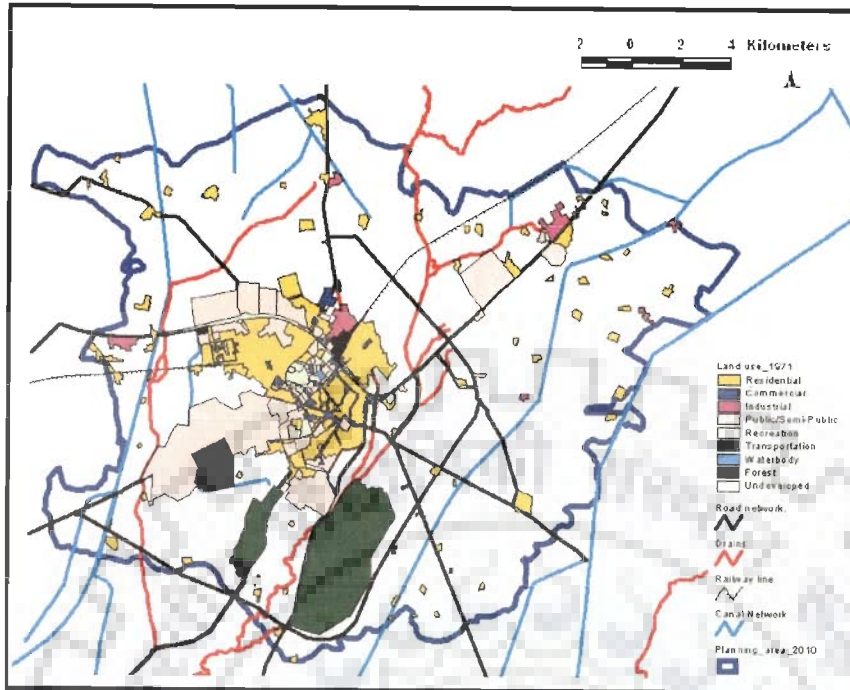 2 0 2 4 Kilometers
Land use_1971
Residential
Commercial
Industrial
Public/Semi-Public
Recreation
Transportation
Waterbody
Forest
Undeveloped
Road network
Drains
Railway line
Canal Network
Planning_area_2010